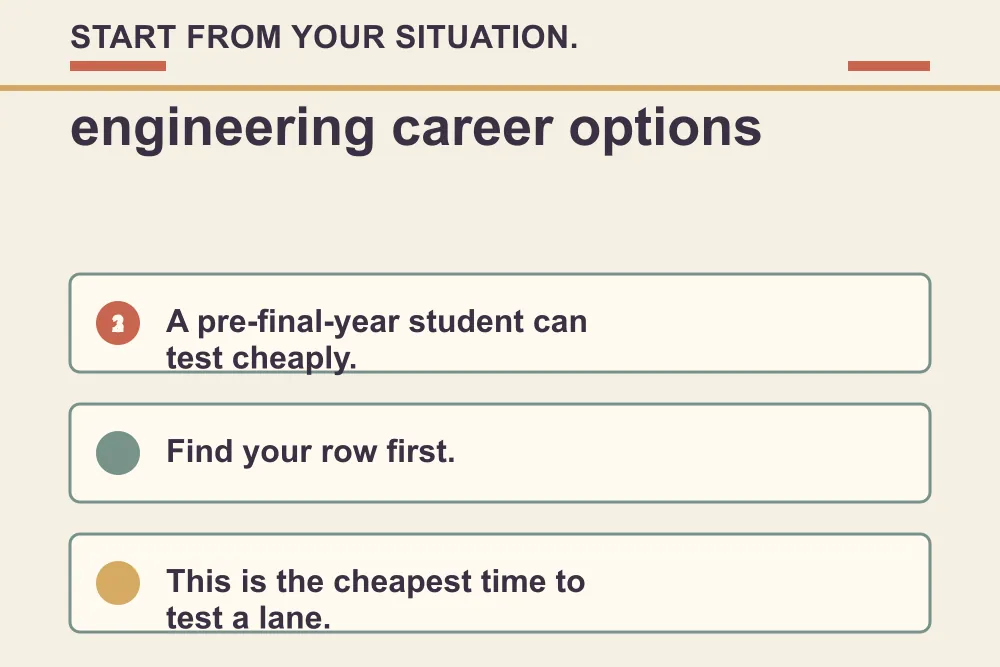 START FROM YOUR SITUATION.
engineering career options
A pre-final-year student can
test cheaply.
Find your row first.
This is the cheapest time to
test a lane.